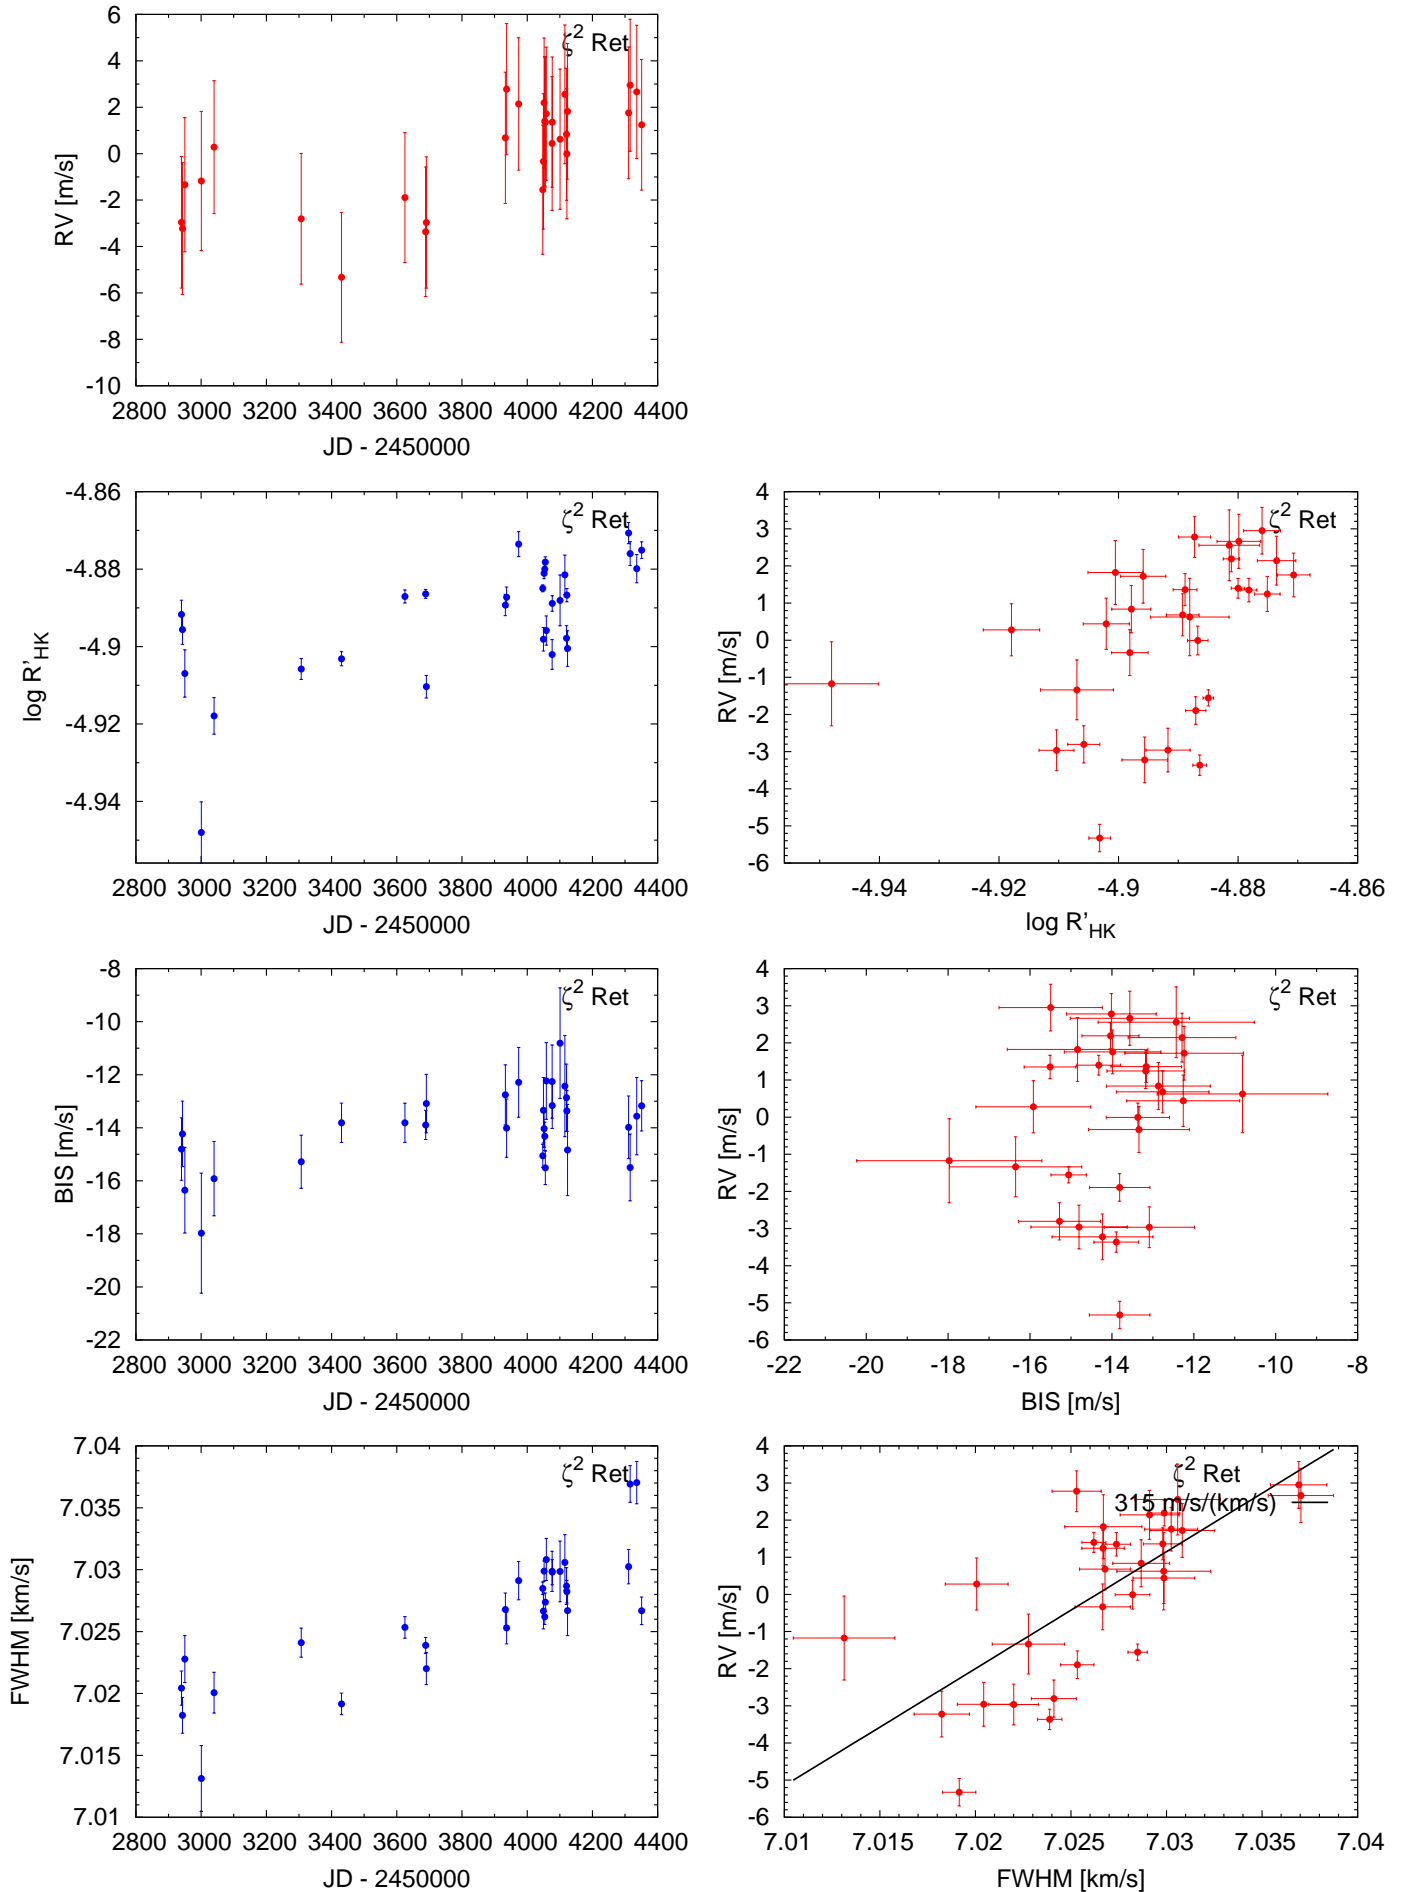 6
4
2
0
-2
-4
-6
-8
-10
RV [m/s]
ζ² Ret
2800 3000 3200 3400 3600 3800 4000 4200 4400
JD - 2450000
-4.86
-4.88
-4.9
-4.92
-4.94
log R'HK
ζ² Ret
2800 3000 3200 3400 3600 3800 4000 4200 4400
JD - 2450000
4
3
2
1
0
-1
-2
-3
-4
-5
-6
RV [m/s]
ζ² Ret
-4.94 -4.92 -4.9 -4.88 -4.86
log R'HK
-8
-10
-12
-14
-16
-18
-20
-22
BIS [m/s]
ζ² Ret
2800 3000 3200 3400 3600 3800 4000 4200 4400
JD - 2450000
4
3
2
1
0
-1
-2
-3
-4
-5
-6
RV [m/s]
ζ² Ret
-22 -20 -18 -16 -14 -12 -10 -8
BIS [m/s]
7.04
7.035
7.03
7.025
7.02
7.015
7.01
FWHM [km/s]
ζ² Ret
2800 3000 3200 3400 3600 3800 4000 4200 4400
JD - 2450000
4
3
2
1
0
-1
-2
-3
-4
-5
-6
RV [m/s]
ζ² Ret
315 m/s/(km/s)
7.01 7.015 7.02 7.025 7.03 7.035 7.04
FWHM [km/s]